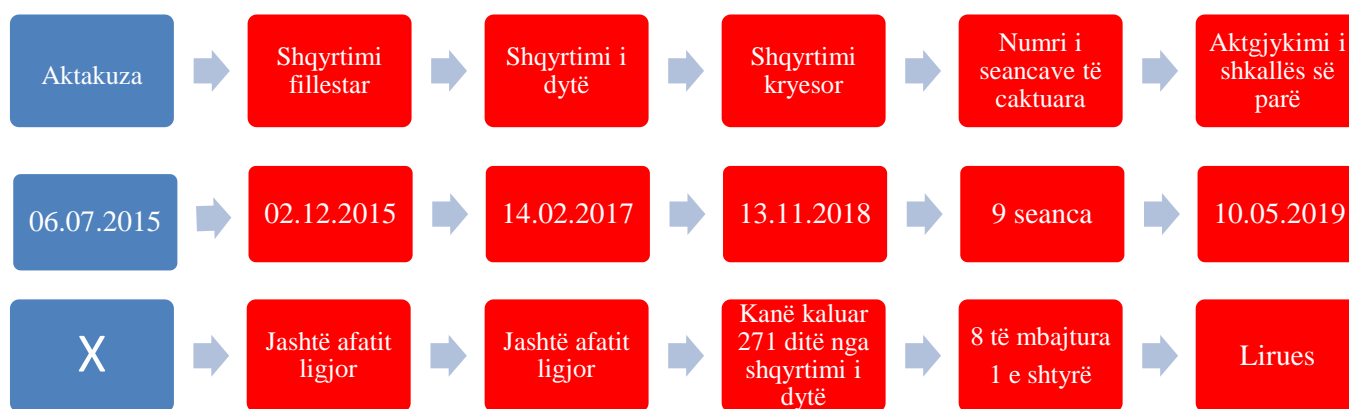 Aktakuza
Shqyrtimi
fillestar
Shqyrtimi i
dytë
Shqyrtimi
kryesor
Numri i
seancave të
caktuara
Aktgjykimi i
shkallës së
parë
06.07.2015
02.12.2015
14.02.2017
13.11.2018
9 seanca
10.05.2019
X
Jashtë afatit
ligjor
Jashtë afatit
ligjor
Kanë kaluar
271 ditë nga
shqyrtimi i
dytë
8 të mbajtura
1 e shtyrë
Lirues